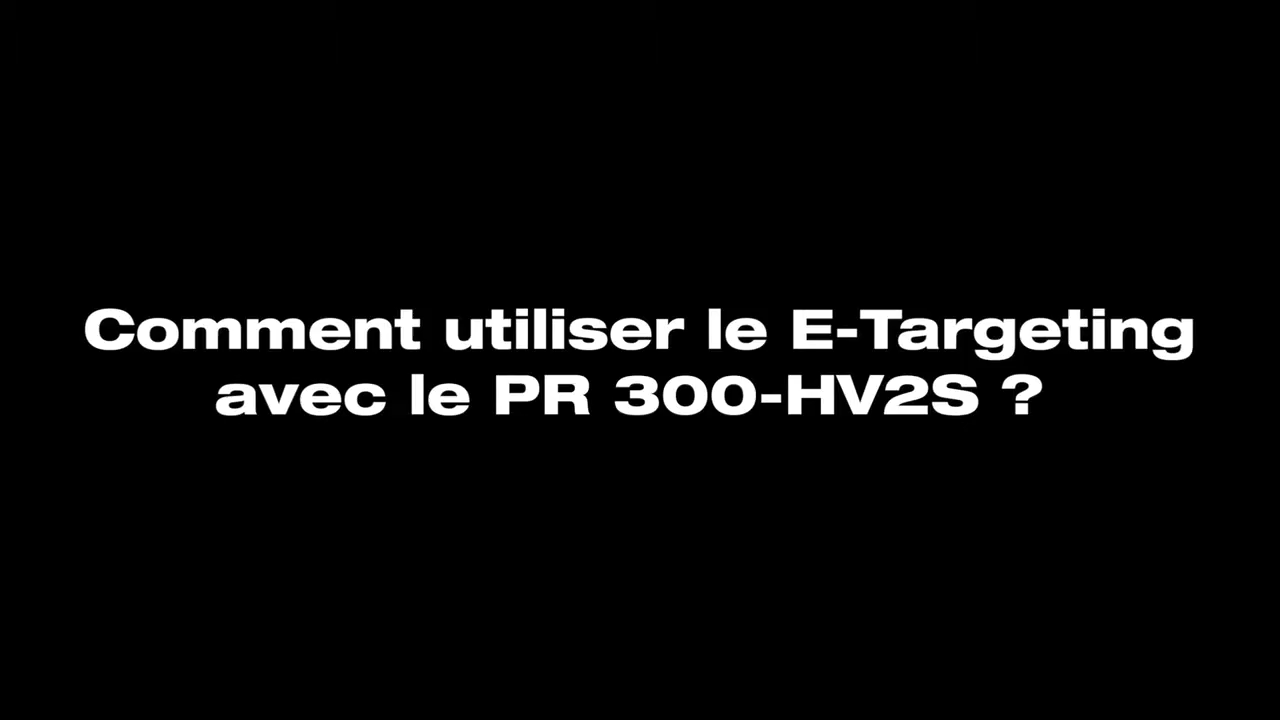 Comment utiliser le E-Targeting
avec le PR 300-HV2S ?